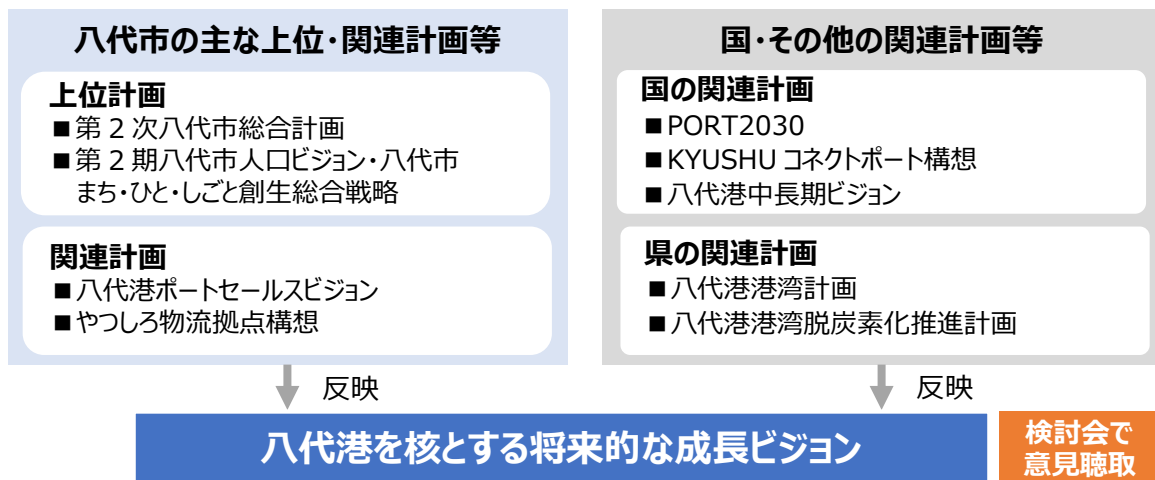 八代市の主な上位・関連計画等
上位計画
■第2次八代市総合計画
■第2期八代市人口ビジョン・八代市
まち・ひと・しごと創生総合戦略
関連計画
■八代港ポートセールスビジョン
■やつしろ物流拠点構想
国・その他の関連計画等
国の関連計画
■PORT2030
■KYUSHU コネクトポート構想
■八代港中長期ビジョン
県の関連計画
■八代港港湾計画
■八代港港湾脱炭素化推進計画
反映
反映
八代港を核とする将来的な成長ビジョン
検討会で
意見聴取